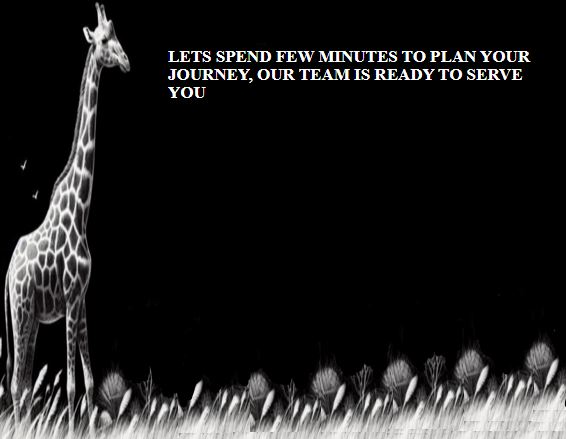 LETS SPEND FEW MINUTES TO PLAN YOUR
JOURNEY, OUR TEAM IS READY TO SERVE
YOU